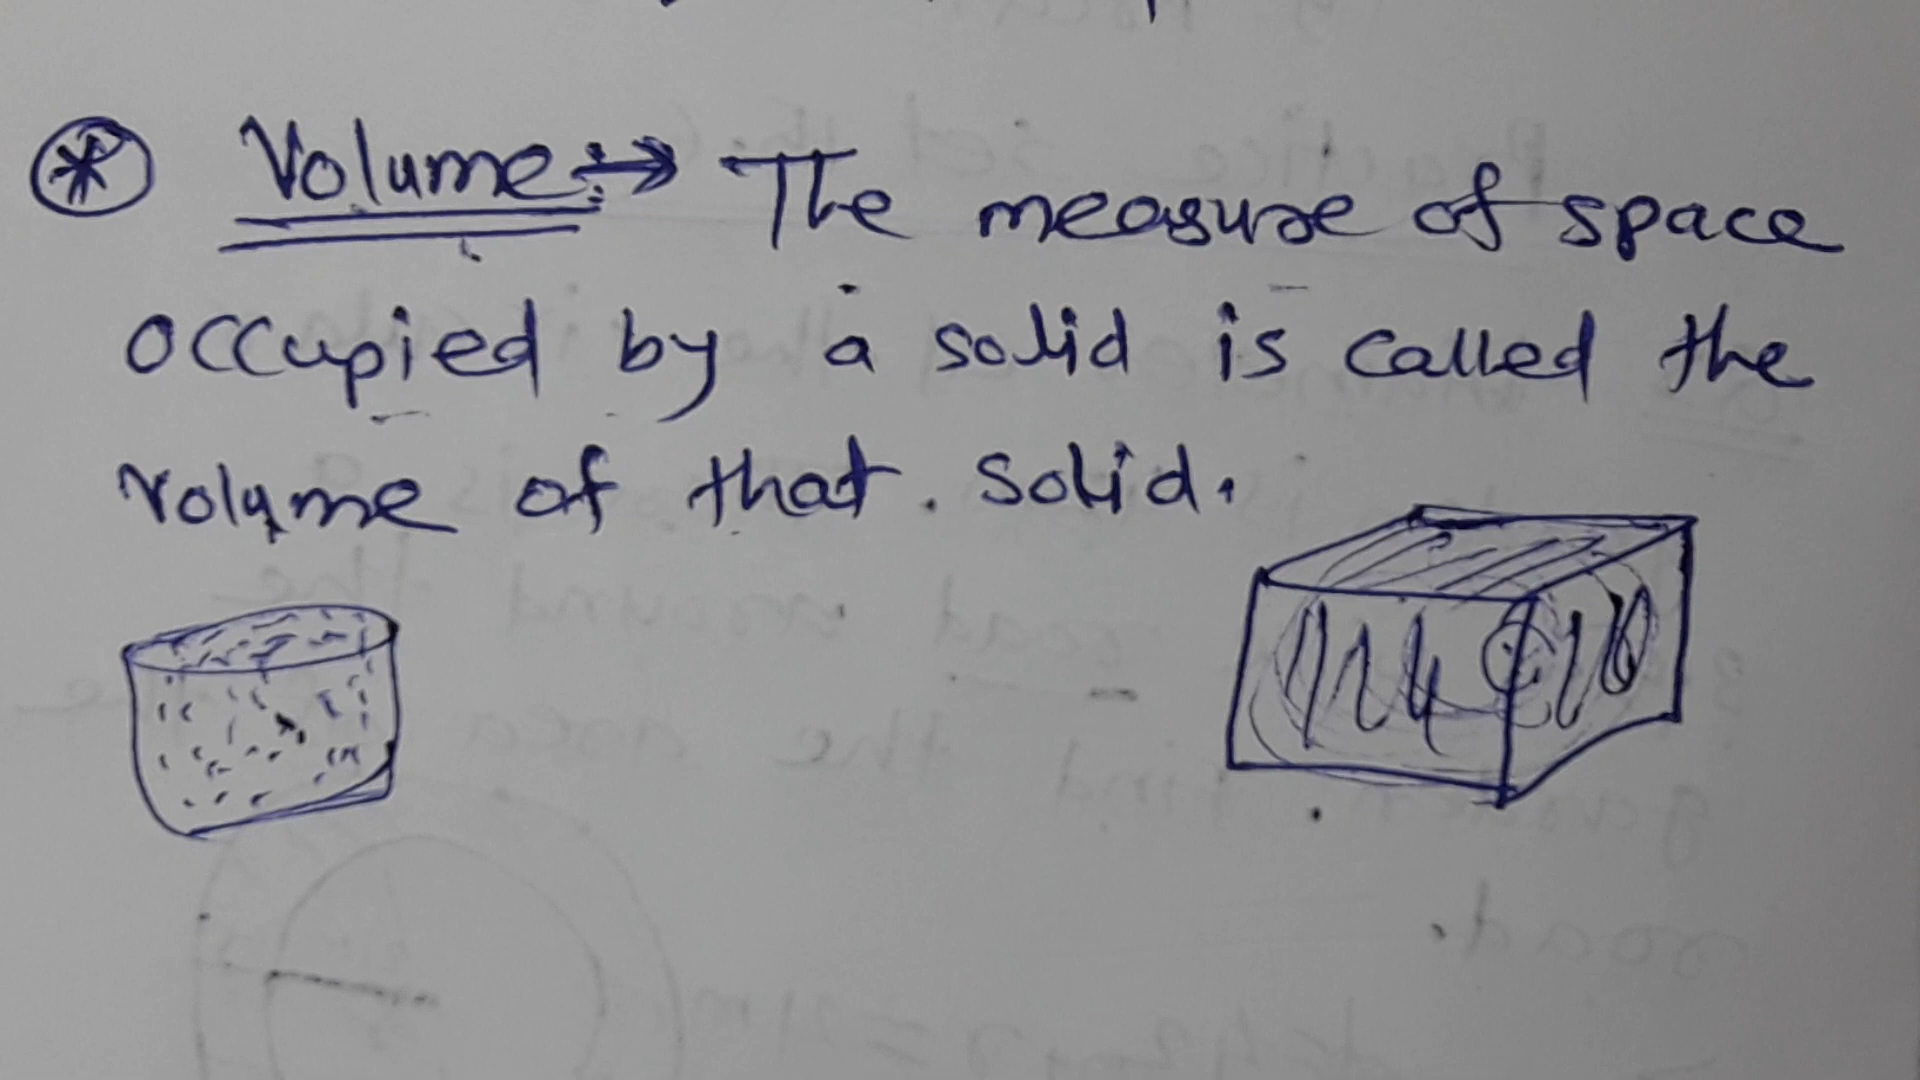 * Volume :→ The measure of space
occupied by a solid is called the
volume of that. solid.